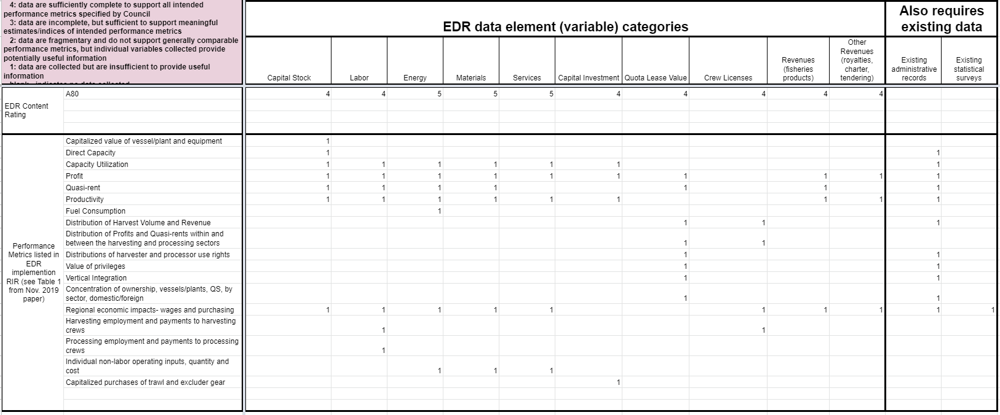 4: data are sufficiently complete to support all intended
performance metrics specified by Council
3: data are incomplete, but sufficient to support meaningful
estimates/indices of intended performance metrics
2: data are fragmentary and do not support generally comparable
performance metrics, but individual variables collected provide
potentially useful information
1: data are collected but are insufficient to provide useful
information
EDR data element (variable) categories
Also requires
existing data
Capital Stock
Labor
Energy
Materials
Services
Capital Investment
Quota Lease Value
Crew Licenses
Revenues
(fisheries
products)
Other
Revenues
(royalties,
charter,
tendering)
Existing
administrative
records
Existing
statistical
surveys
EDR Content
Rating
A80 4 4 5 5 5 4 4 4 4 4
Performance
Metrics listed in
EDR
implemention
RIR (see Table 1
from Nov. 2019
paper)
Capitalized value of vessel/plant and equipment 1
Direct Capacity 1 1
Capacity Utilization 1 1 1 1 1 1 1
Profit 1 1 1 1 1 1 1 1 1 1
Quasi-rent 1 1 1 1 1 1 1
Productivity 1 1 1 1 1 1 1 1 1
Fuel Consumption 1
Distribution of Harvest Volume and Revenue 1 1 1
Distribution of Profits and Quasi-rents within and
between the harvesting and processing sectors 1 1
Distributions of harvester and processor use rights 1 1
Value of privileges 1 1
Vertical Integration 1 1
Concentration of ownership, vessels/plants, QS, by
sector, domestic/foreign 1 1
Regional economic impacts- wages and purchasing 1 1 1 1 1 1 1 1 1 1
Harvesting employment and payments to harvesting
crews 1 1
Processing employment and payments to processing
crews 1
Individual non-labor operating inputs, quantity and
cost 1 1 1
Capitalized purchases of trawl and excluder gear 1